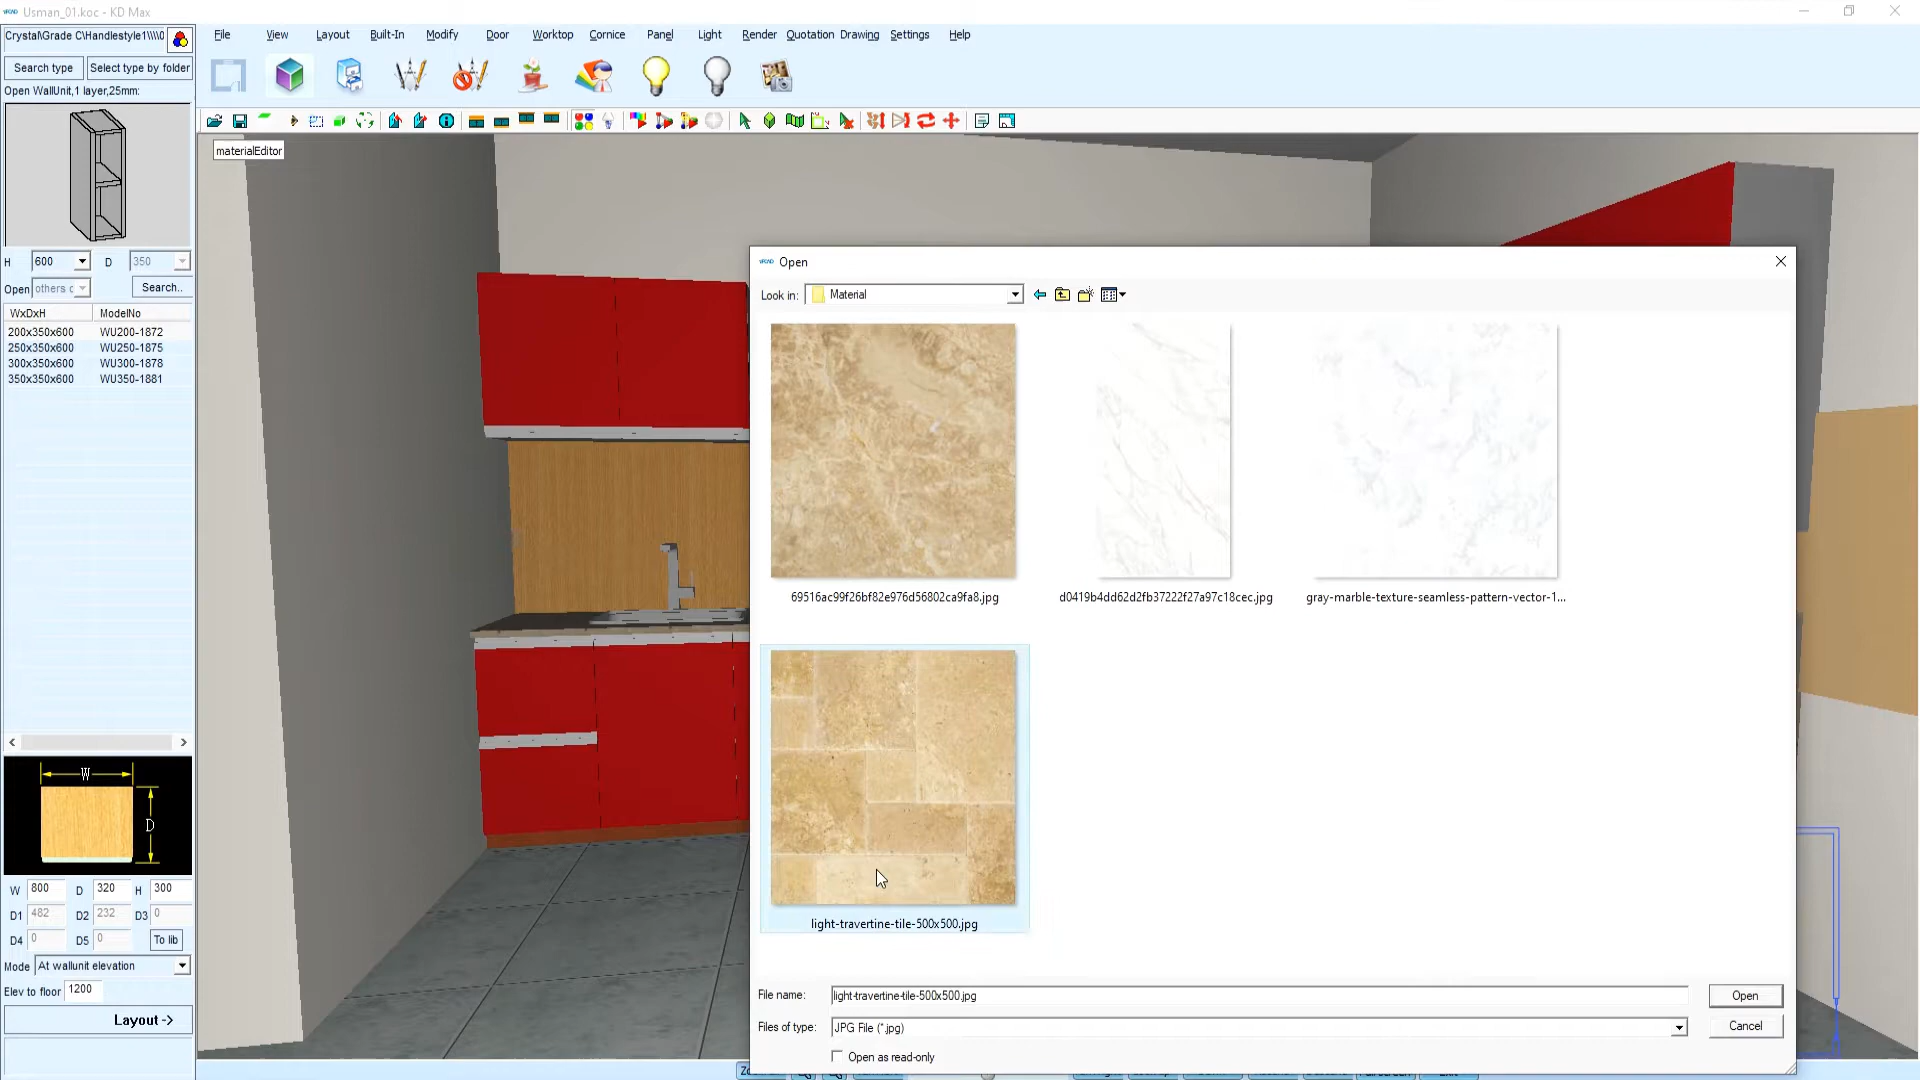 Usman_01.koc - KD Max
Crystal\Grade C\Handlestyle1\\\\0
File View Layout Built-In Modify Door Worktop Cornice Panel Light Render Quotation Drawing Settings Help
Search type Select type by folder
Open WallUnit,1 layer,25mm:
materialEditor
H 600 D 350
Open others c Search..
WxDxH ModelNo
200x350x600 WU200-1872
250x350x600 WU250-1875
300x350x600 WU300-1878
350x350x600 WU350-1881
W
D
W 800 D 320 H 300
D1 482 D2 232 D3 0
D4 0 D5 0 To lib
Mode At wallunit elevation
Elev to floor 1200
Layout ->
Open
Look in: Material
69516ac99f26bf82e976d56802ca9fa8.jpg
d0419b4dd62d2fb37222f27a97c18cec.jpg
gray-marble-texture-seamless-pattern-vector-1...
light-travertine-tile-500x500.jpg
File name: light-travertine-tile-500x500.jpg Open
Files of type: JPG File (*.jpg) Cancel
Open as read-only